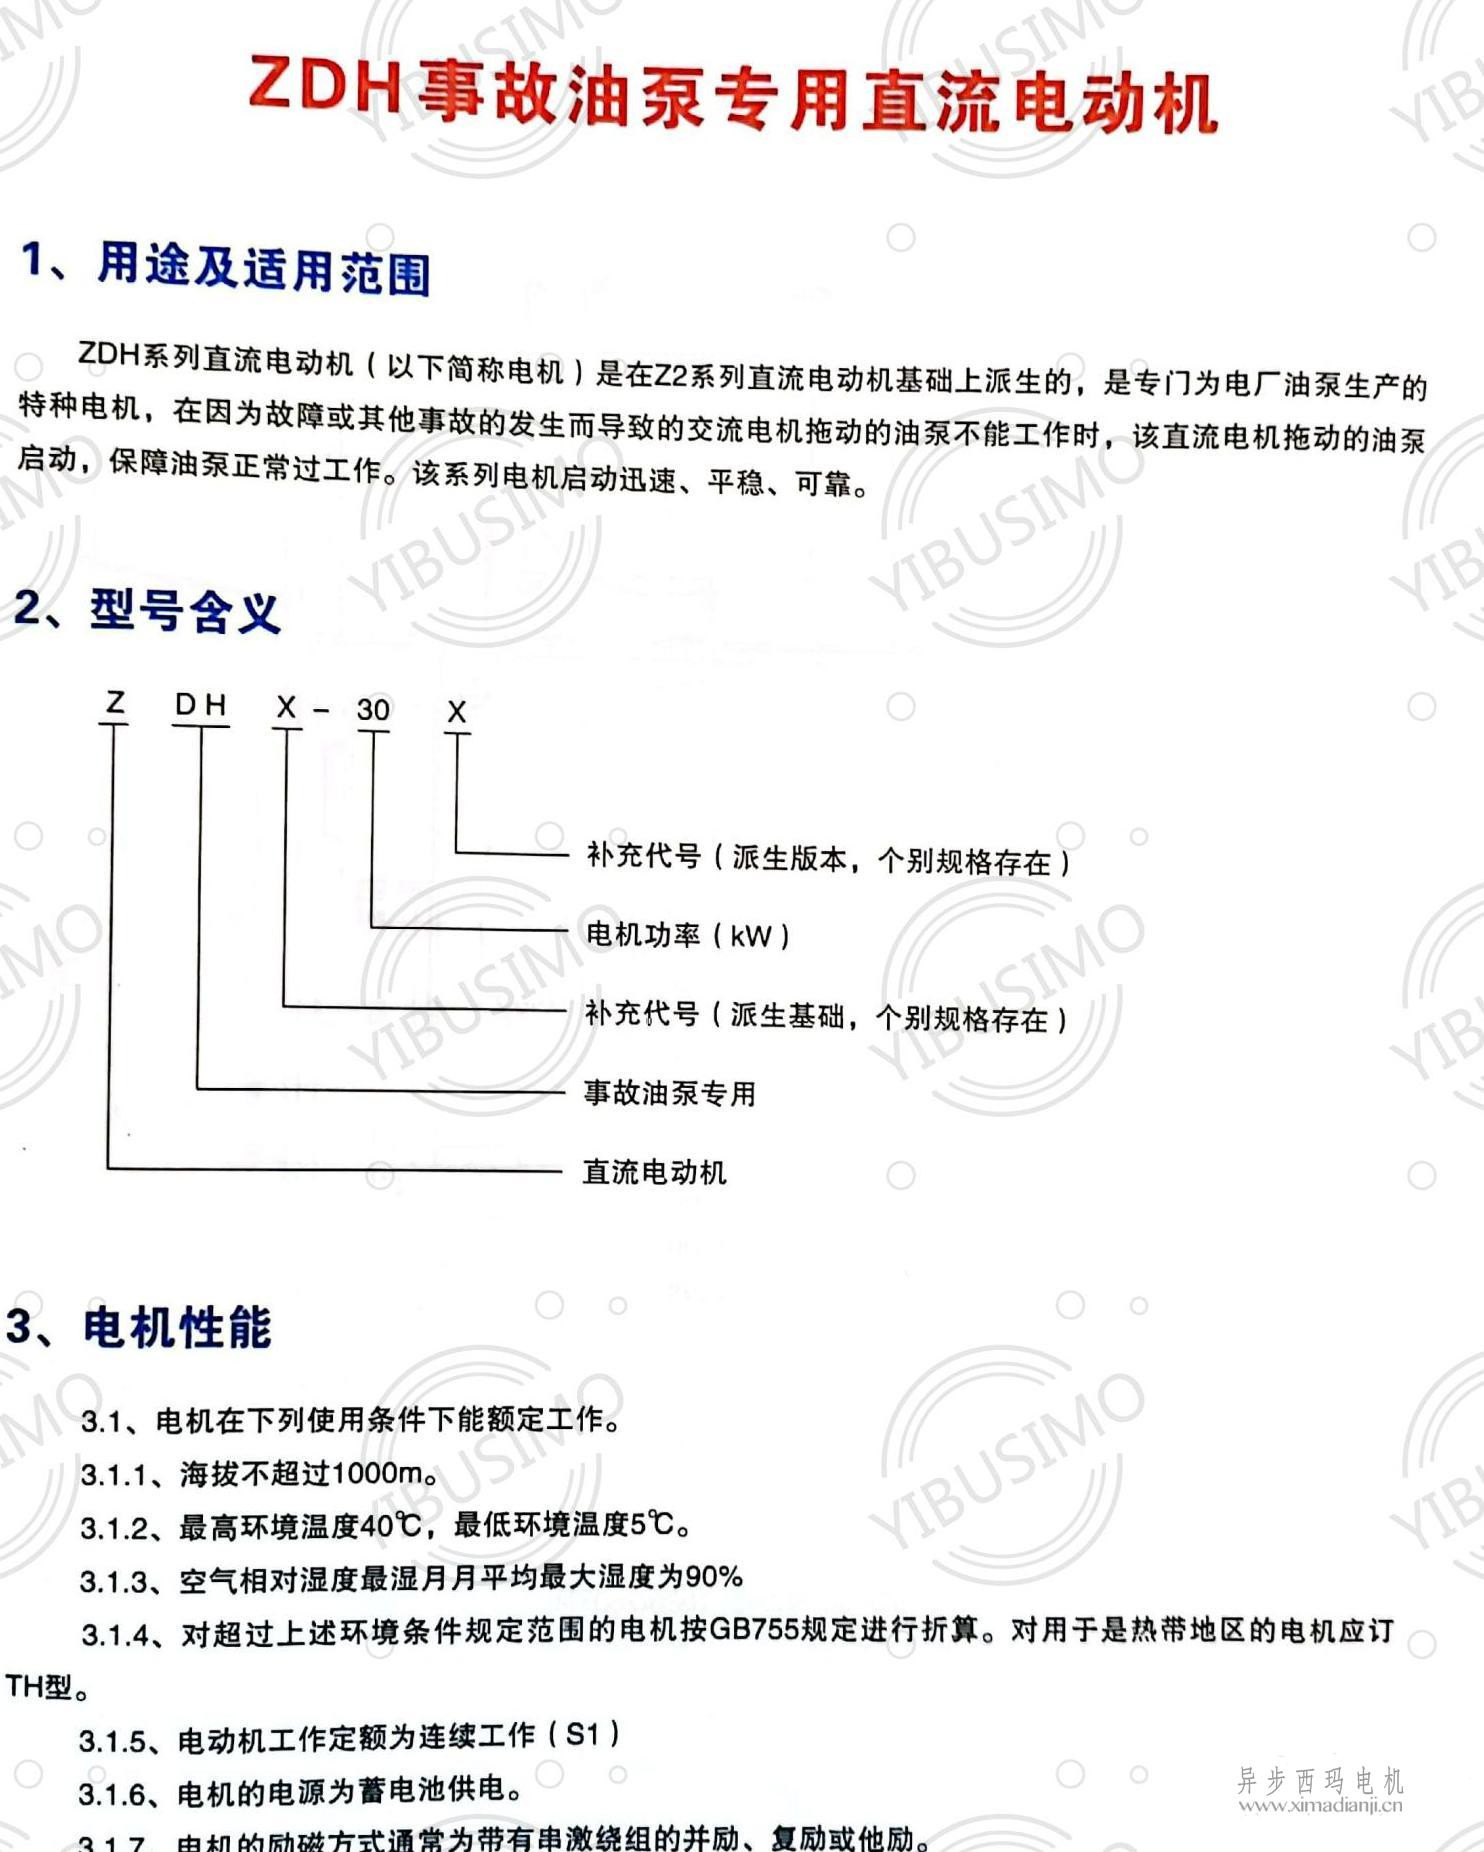 ZDH事故油泵专用直流电动机
1、用途及适用范围
ZDH系列直流电动机（以下简称电机）是在Z2系列直流电动机基础上派生的，是专门为电厂油泵生产的
特种电机，在因为故障或其他事故的发生而导致的交流电机拖动的油泵不能工作时，该直流电机拖动的油泵
启动，保障油泵正常过工作。该系列电机启动迅速、平稳、可靠。
2、型号含义
Z DH X - 30 X
补充代号（派生版本，个别规格存在）
电机功率（kW）
补充代号（派生基础，个别规格存在）
事故油泵专用
直流电动机
3、电机性能
3.1、电机在下列使用条件下能额定工作。
3.1.1、海拔不超过1000m。
3.1.2、最高环境温度40℃，最低环境温度5℃。
3.1.3、空气相对湿度最湿月月平均最大湿度为90%
3.1.4、对超过上述环境条件规定范围的电机按GB755规定进行折算。对用于是热带地区的电机应订
TH型。
3.1.5、电动机工作定额为连续工作（S1）
3.1.6、电机的电源为蓄电池供电。
3.1.7、电机的励磁方式通常为带有串激绕组的并励、复励或他励。
异步西玛电机
www.ximadianji.cn
YIBUSIMO
YIBUSIMO
YIBUSIMO
YIBUSIMO
YIBUSIMO
YIBUSIMO
YIBUSIMO
YIBUSIMO